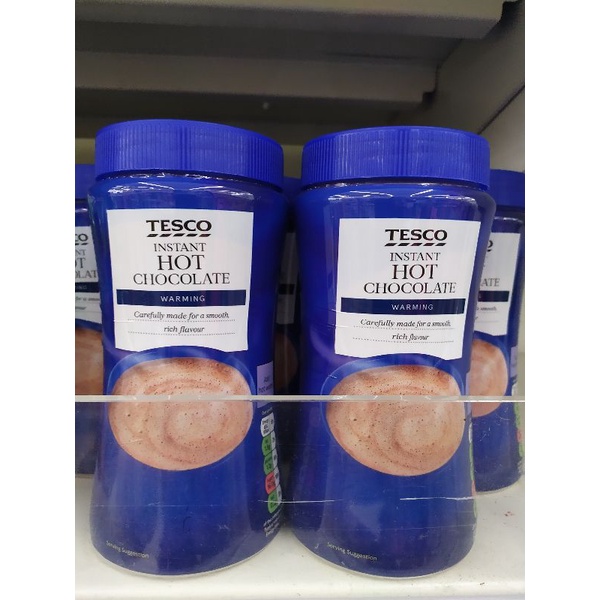 TESCO
INSTANT
HOT
CHOCOLATE
WARMING
Carefully made for a smooth,
rich flavour
Serving Suggestion
TESCO
INSTANT
HOT
CHOCOLATE
WARMING
Carefully made for a smooth,
rich flavour
Serving Suggestion